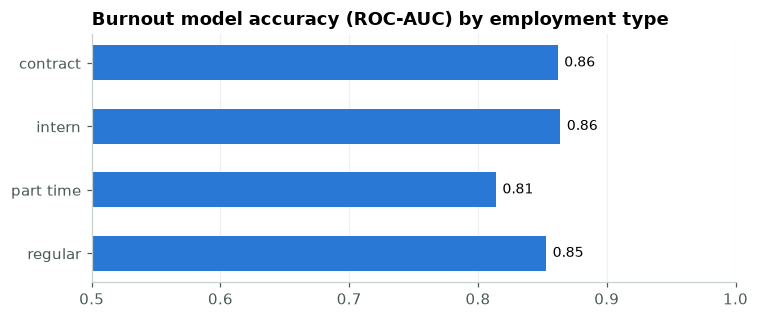 Burnout model accuracy (ROC-AUC) by employment type
contract 0.86
intern 0.86
part time 0.81
regular 0.85
0.5 0.6 0.7 0.8 0.9 1.0